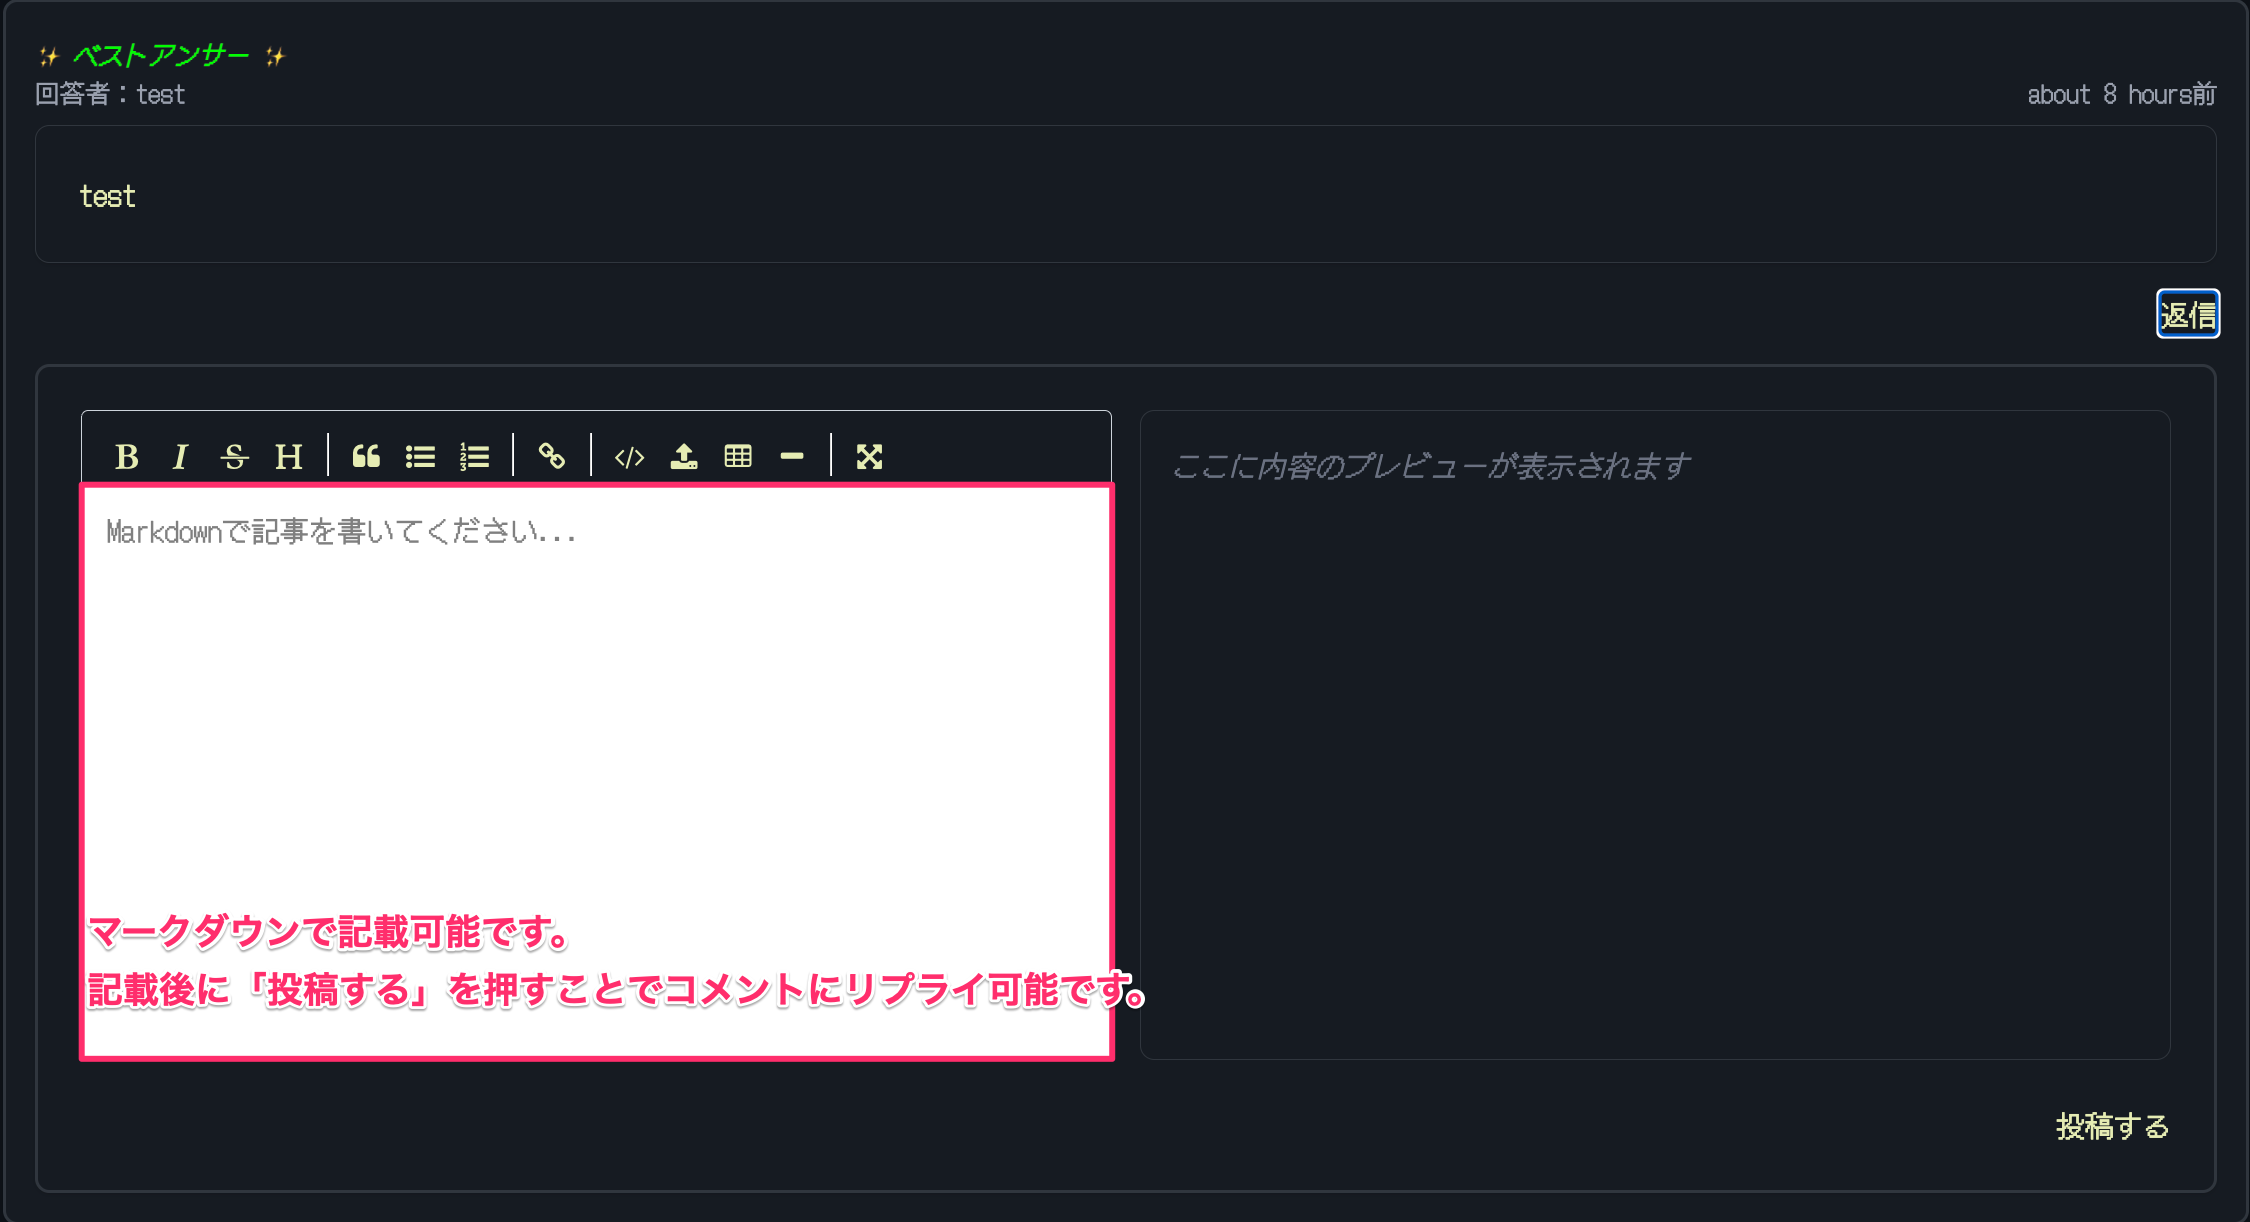 ✨ ベストアンサー ✨
回答者：test
about 8 hours前
test
返信
B I S H
Markdownで記事を書いてください...
ここに内容のプレビューが表示されます
マークダウンで記載可能です。
記載後に「投稿する」を押すことでコメントにリプライ可能です。
投稿する